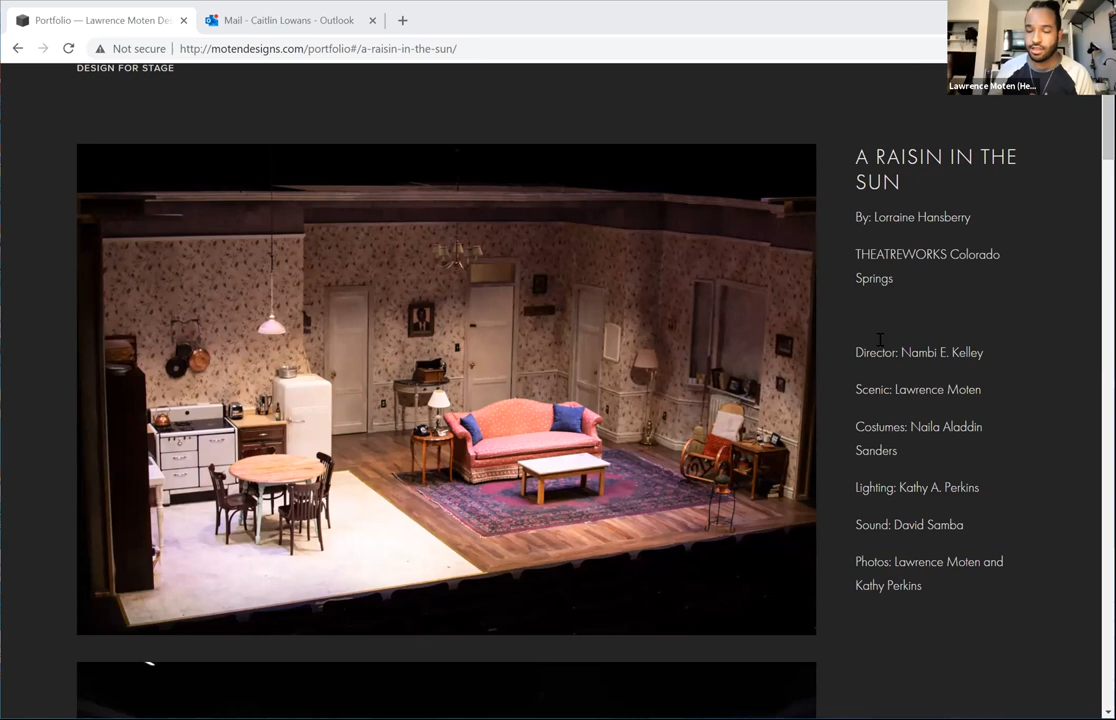 Portfolio — Lawrence Moten De
Mail - Caitlin Lowans - Outlook
Not secure
http://motendesigns.com/portfolio#/a-raisin-in-the-sun/
Lawrence Moten (He...
DESIGN FOR STAGE
A RAISIN IN THE
SUN
By: Lorraine Hansberry
THEATREWORKS Colorado
Springs
Director: Nambi E. Kelley
Scenic: Lawrence Moten
Costumes: Naila Aladdin
Sanders
Lighting: Kathy A. Perkins
Sound: David Samba
Photos: Lawrence Moten and
Kathy Perkins